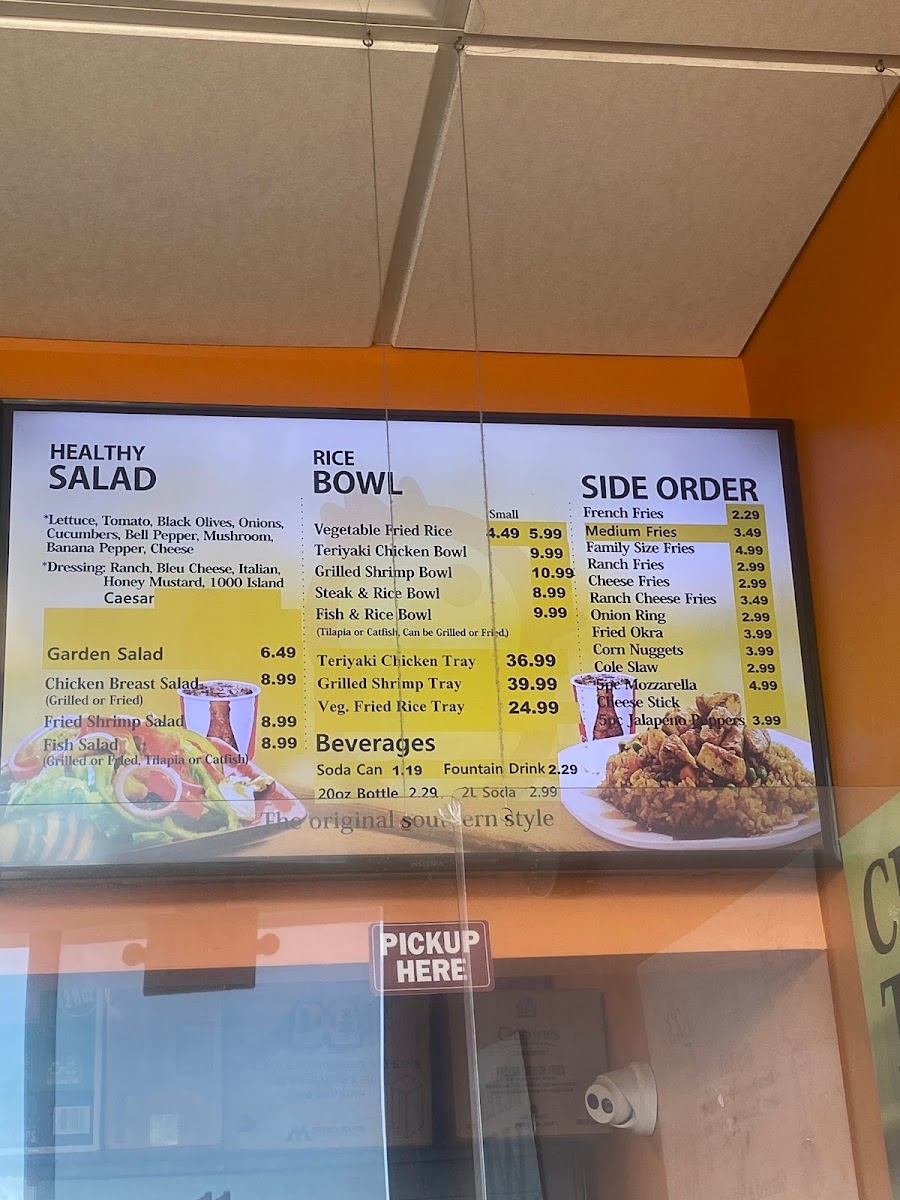 HEALTHY
SALAD
*Lettuce, Tomato, Black Olives, Onions,
Cucumbers, Bell Pepper, Mushroom,
Banana Pepper, Cheese
*Dressing: Ranch, Bleu Cheese, Italian,
Honey Mustard, 1000 Island
Caesar
Garden Salad 6.49
Chicken Breast Salad 8.99
(Grilled or Fried)
Fried Shrimp Salad 8.99
Fish Salad 8.99
(Grilled or Fried, Tilapia or Catfish)
RICE
BOWL
Small
Vegetable Fried Rice 4.49 5.99
Teriyaki Chicken Bowl 9.99
Grilled Shrimp Bowl 10.99
Steak & Rice Bowl 8.99
Fish & Rice Bowl 9.99
(Tilapia or Catfish, Can be Grilled or Fried.)
Teriyaki Chicken Tray 36.99
Grilled Shrimp Tray 39.99
Veg. Fried Rice Tray 24.99
Beverages
Soda Can 1.19 Fountain Drink 2.29
20oz Bottle 2.29 2L Soda 2.99
SIDE ORDER
French Fries 2.29
Medium Fries 3.49
Family Size Fries 4.99
Ranch Fries 2.99
Cheese Fries 2.99
Ranch Cheese Fries 3.49
Onion Ring 2.99
Fried Okra 3.99
Corn Nuggets 3.99
Cole Slaw 2.99
5pc Mozzarella 4.99
Cheese Stick
5pc Jalapeno Peppers 3.99
The original southern style
PICKUP
HERE